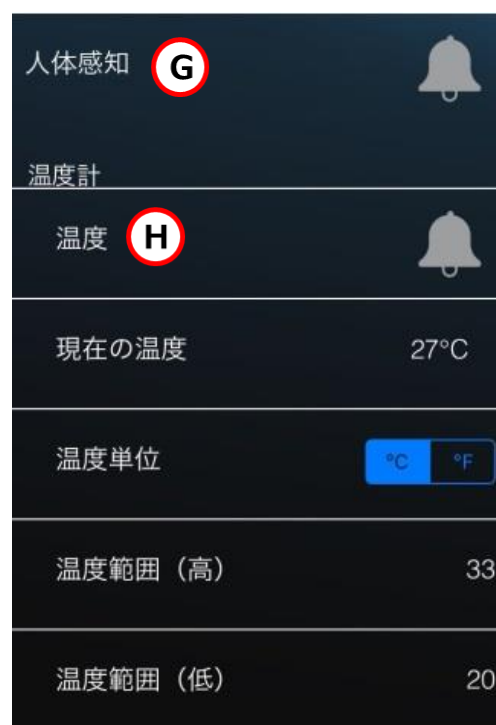 人体感知 G
温度計
温度 H
現在の温度 27°C
温度単位 °C °F
温度範囲（高） 33
温度範囲（低） 20